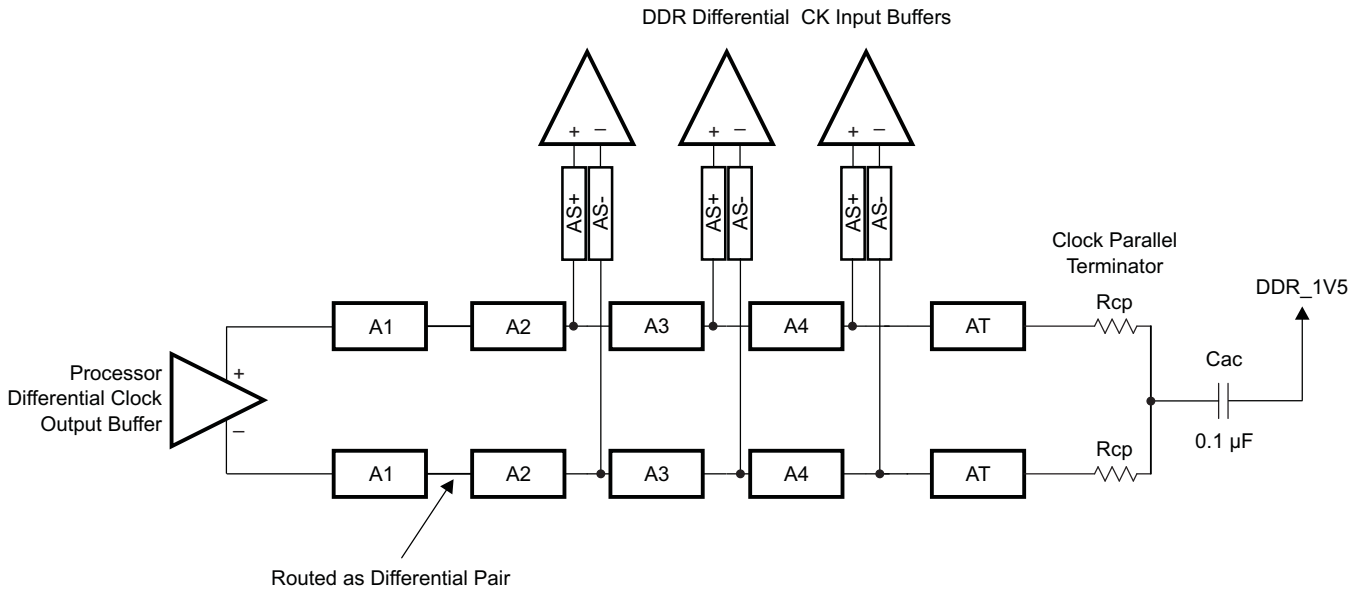 DDR Differential CK Input Buffers
+ –
+ –
+ –
AS+
AS-
AS+
AS-
AS+
AS-
Clock Parallel
Terminator
DDR_1V5
A1
A2
A3
A4
AT
Rcp
Processor
Differential Clock
Output Buffer
+
–
Cac
0.1 µF
A1
A2
A3
A4
AT
Rcp
Routed as Differential Pair